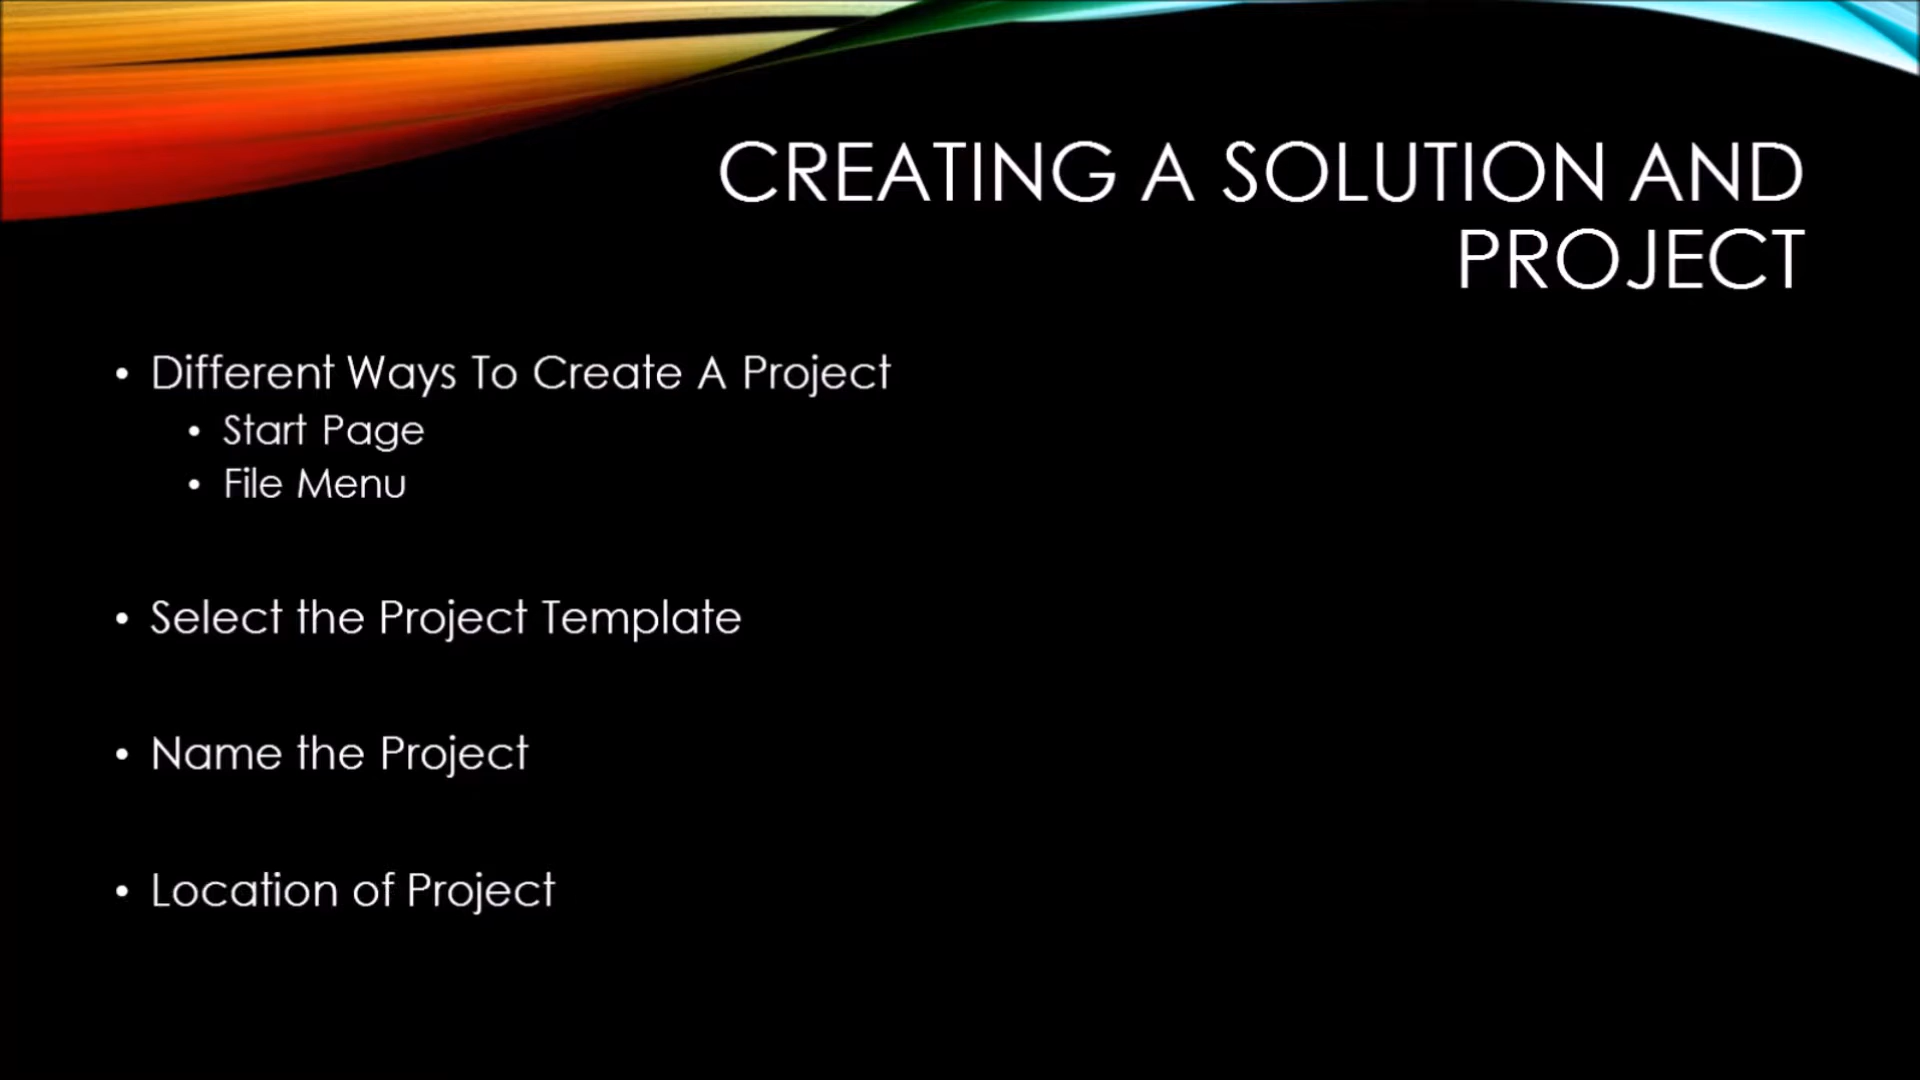 CREATING A SOLUTION AND
PROJECT
• Different Ways To Create A Project
• Start Page
• File Menu
• Select the Project Template
• Name the Project
• Location of Project